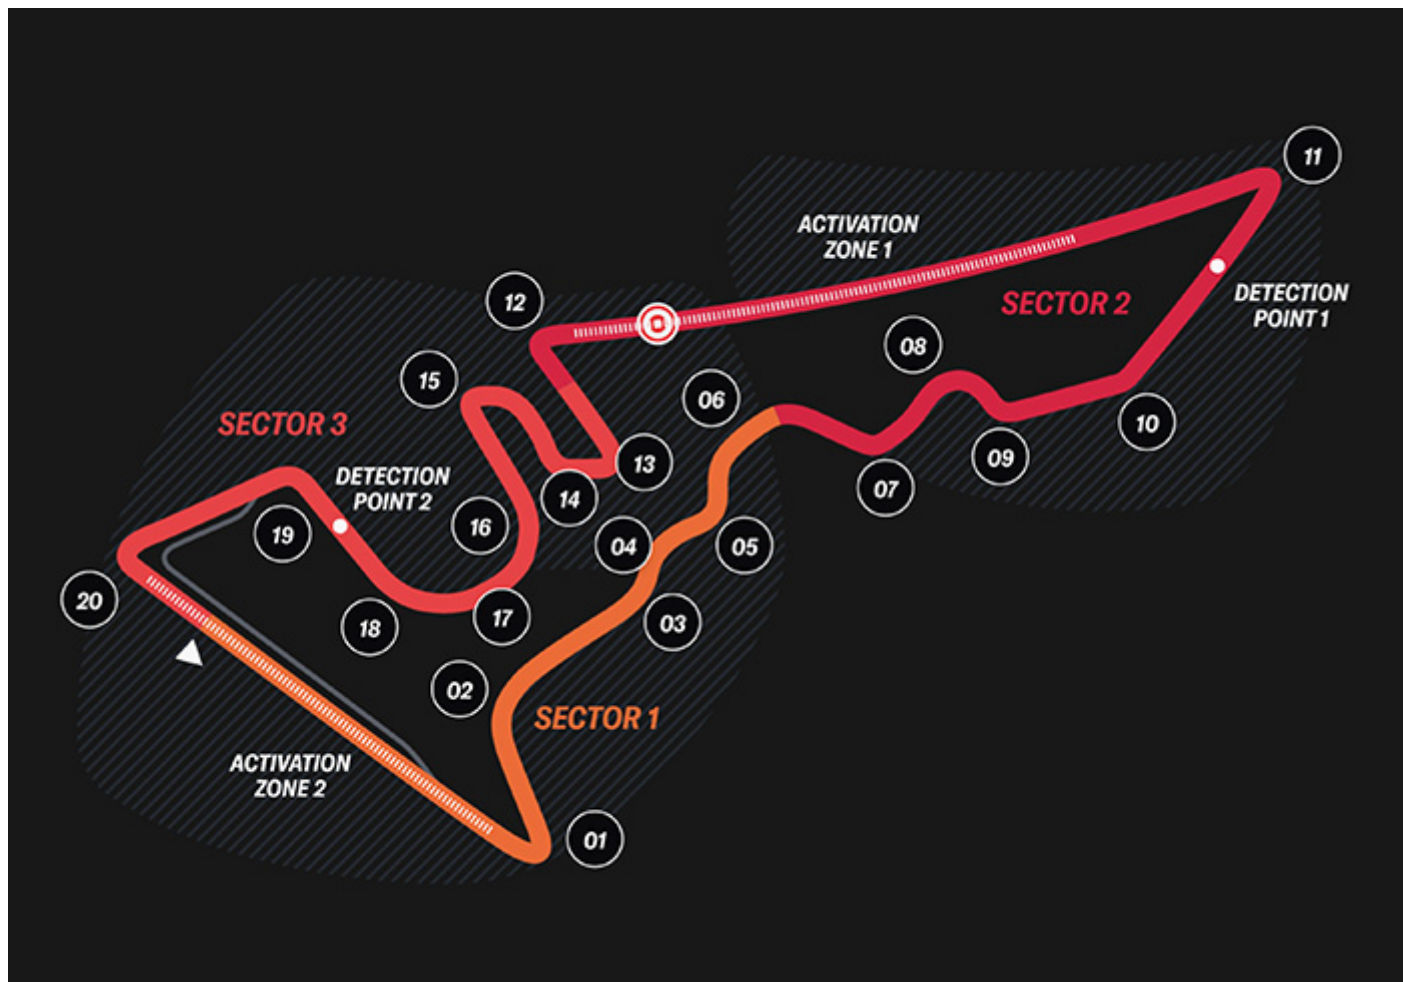 11
ACTIVATION
ZONE 1
DETECTION
POINT 1
SECTOR 2
12
08
15
06
SECTOR 3
10
13
09
DETECTION
POINT 2
07
14
16
19
04
05
20
17
03
18
02
SECTOR 1
ACTIVATION
ZONE 2
01